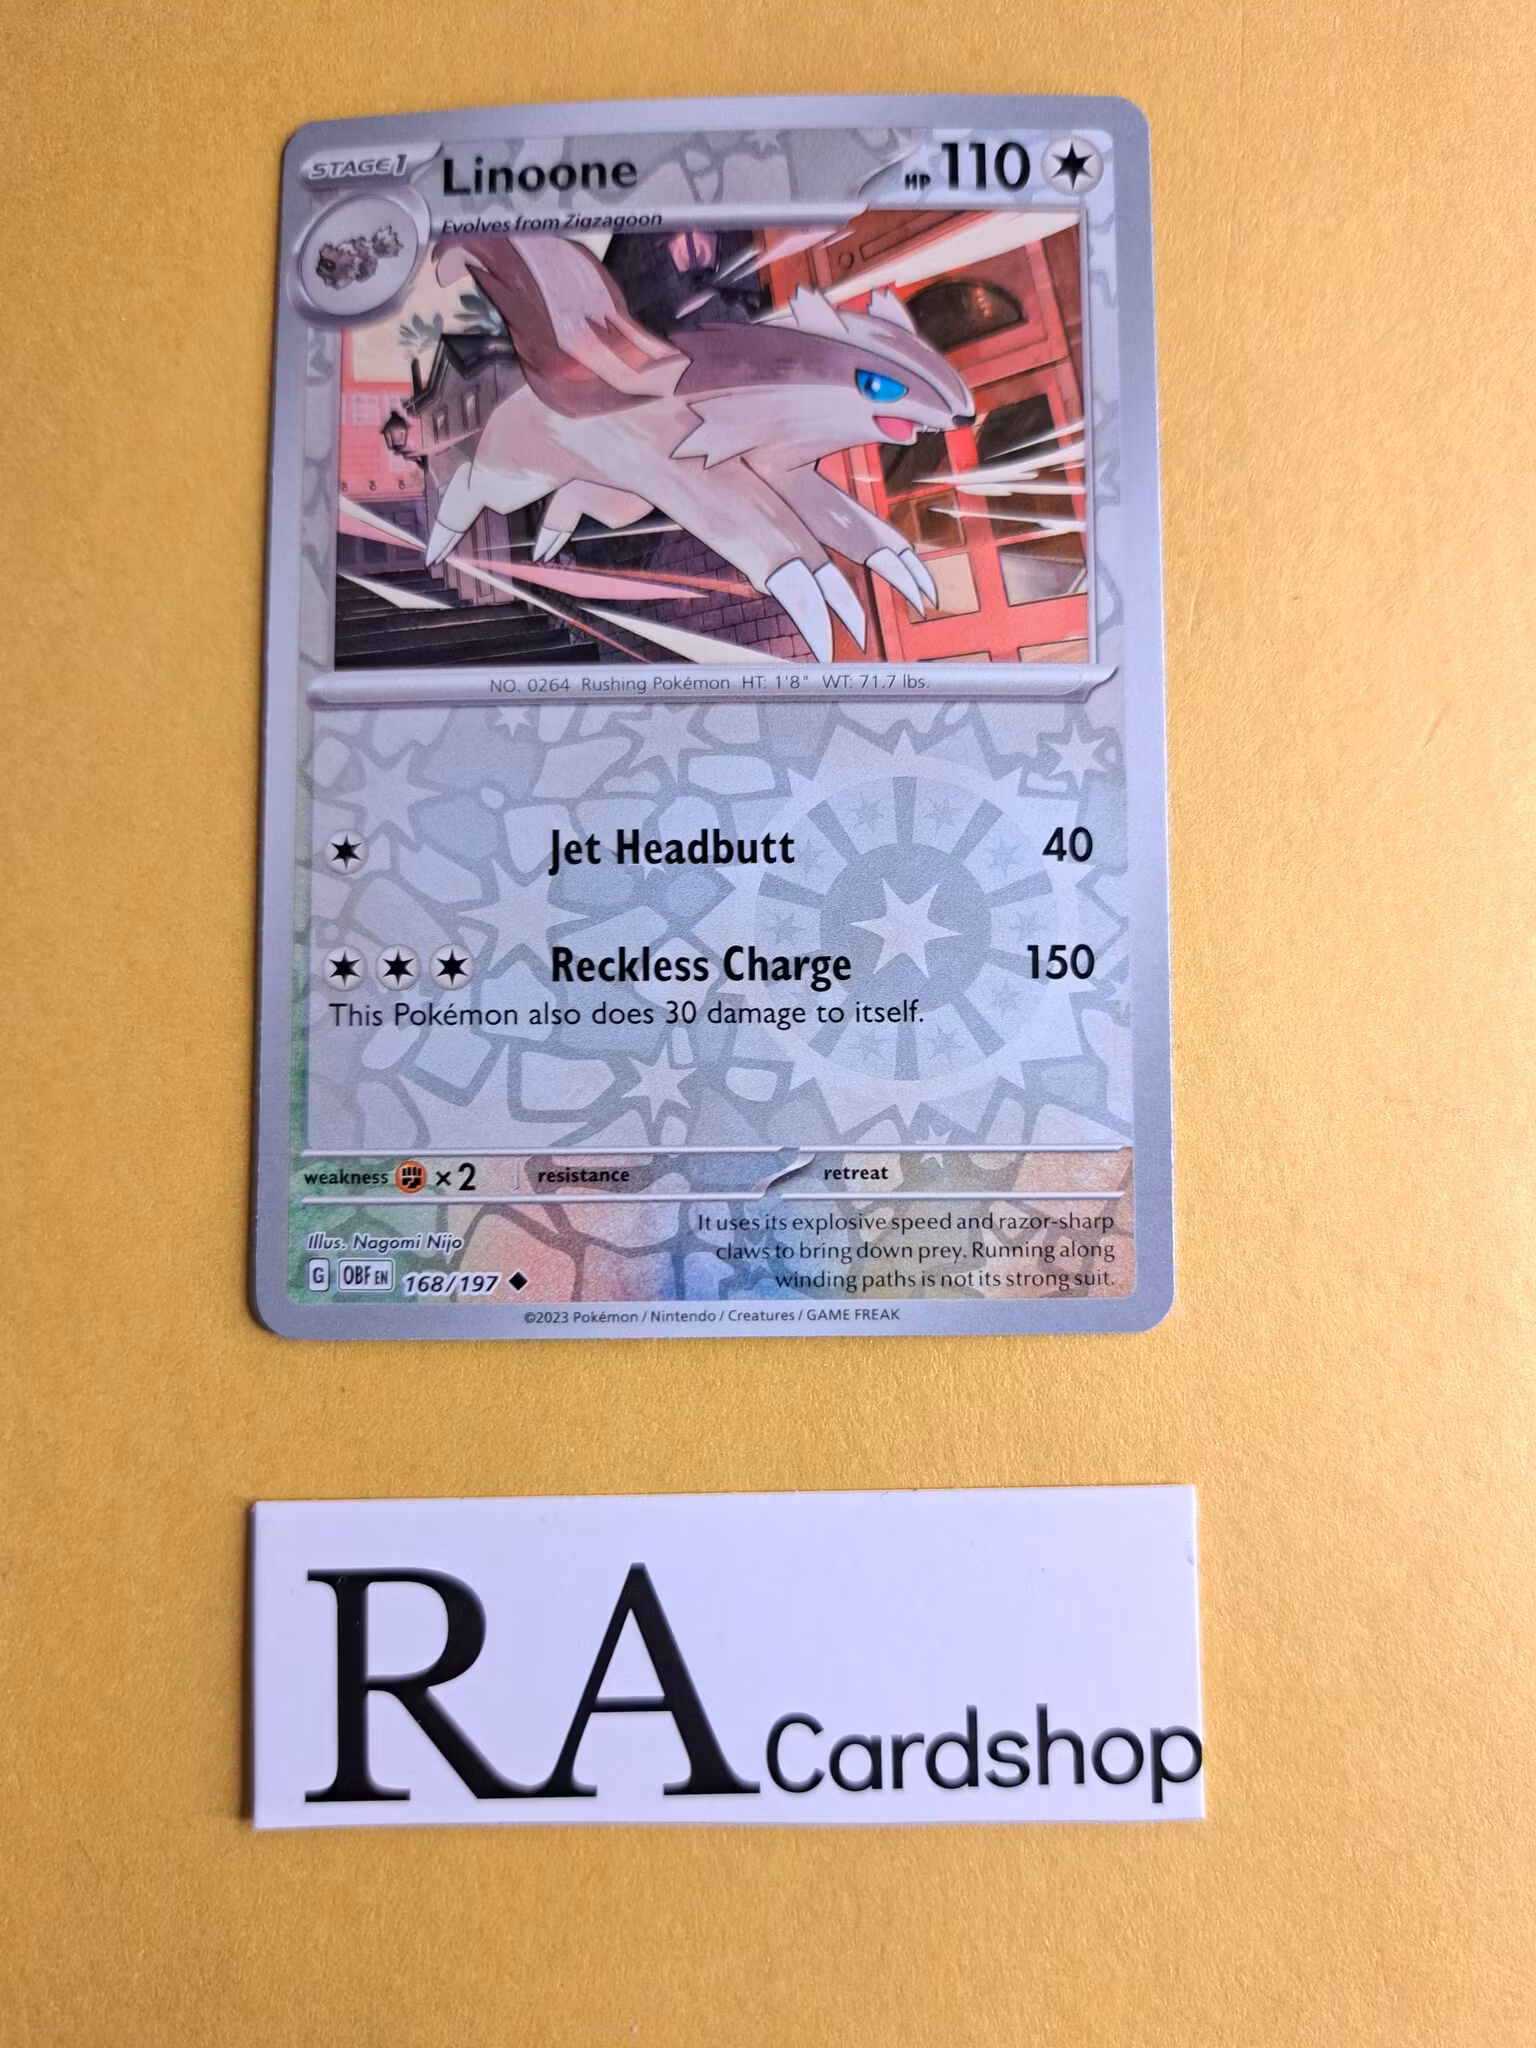 STAGE1
Linoone
HP 110
Evolves from Zigzagoon
NO. 0264 Rushing Pokémon HT: 1'8" WT: 71.7 lbs.
Jet Headbutt 40
Reckless Charge 150
This Pokémon also does 30 damage to itself.
weakness ×2 resistance retreat
It uses its explosive speed and razor-sharp
claws to bring down prey. Running along
winding paths is not its strong suit.
Illus. Nagomi Nijo
G OBF EN 168/197
©2023 Pokémon / Nintendo / Creatures / GAME FREAK
RA Cardshop